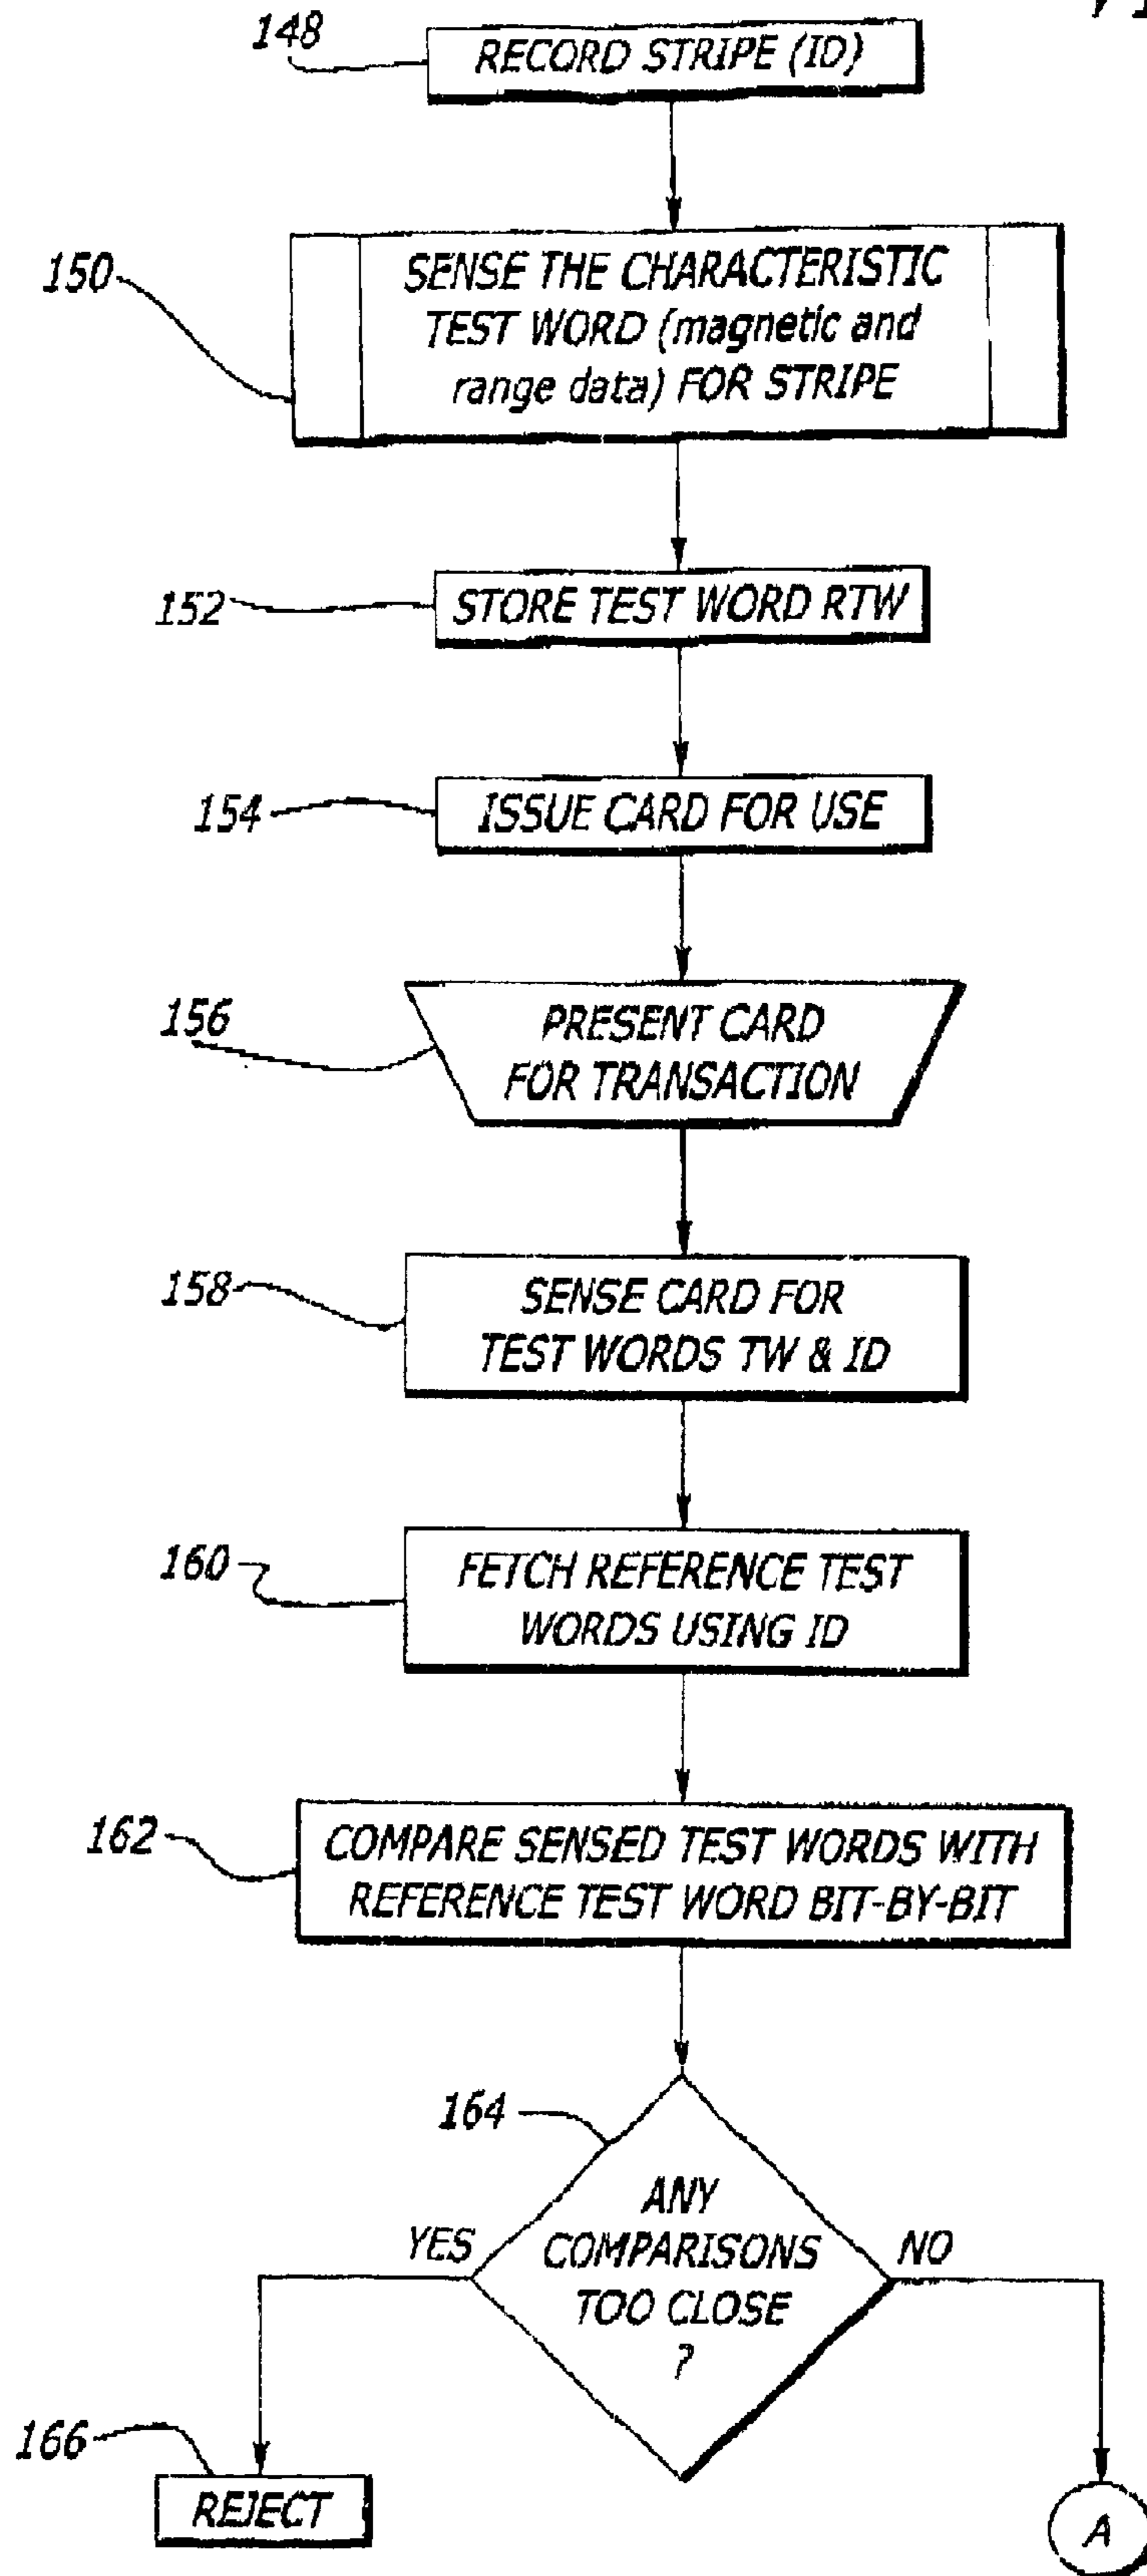 148
RECORD STRIPE (ID)
150
SENSE THE CHARACTERISTIC
TEST WORD (magnetic and
range data) FOR STRIPE
152
STORE TEST WORD RTW
154
ISSUE CARD FOR USE
156
PRESENT CARD
FOR TRANSACTION
158
SENSE CARD FOR
TEST WORDS TW & ID
160
FETCH REFERENCE TEST
WORDS USING ID
162
COMPARE SENSED TEST WORDS WITH
REFERENCE TEST WORD BIT-BY-BIT
164
ANY
COMPARISONS
TOO CLOSE
?
YES
NO
166
REJECT
A